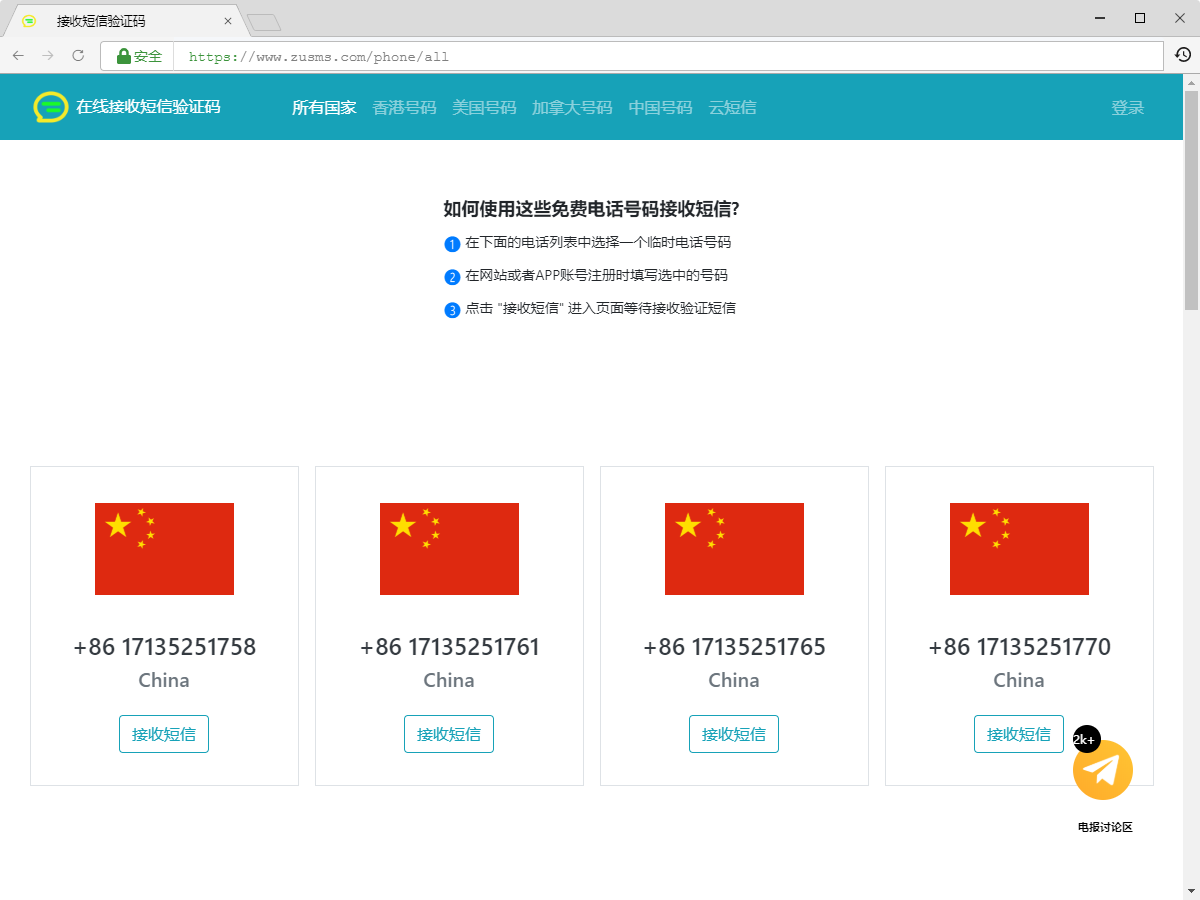 接收短信验证码
安全
https://www.zusms.com/phone/all
在线接收短信验证码
所有国家 香港号码 美国号码 加拿大号码 中国号码 云短信 登录
如何使用这些免费电话号码接收短信?
1 在下面的电话列表中选择一个临时电话号码
2 在网站或者APP账号注册时填写选中的号码
3 点击 "接收短信" 进入页面等待接收验证短信
+86 17135251758
China
接收短信
+86 17135251761
China
接收短信
+86 17135251765
China
接收短信
+86 17135251770
China
接收短信
2k+
电报讨论区